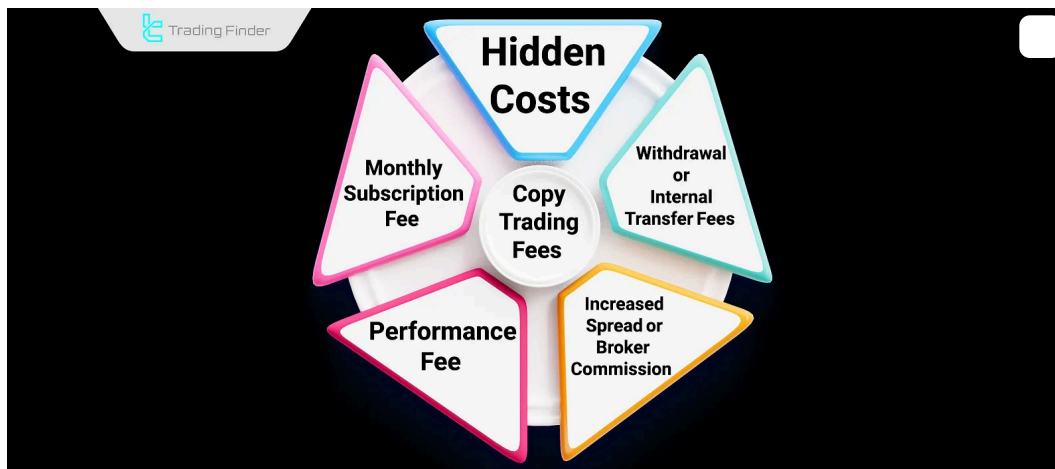 Trading Finder
Hidden
Costs
Monthly
Subscription
Fee
Withdrawal
or
Internal
Transfer Fees
Copy
Trading
Fees
Performance
Fee
Increased
Spread or
Broker
Commission